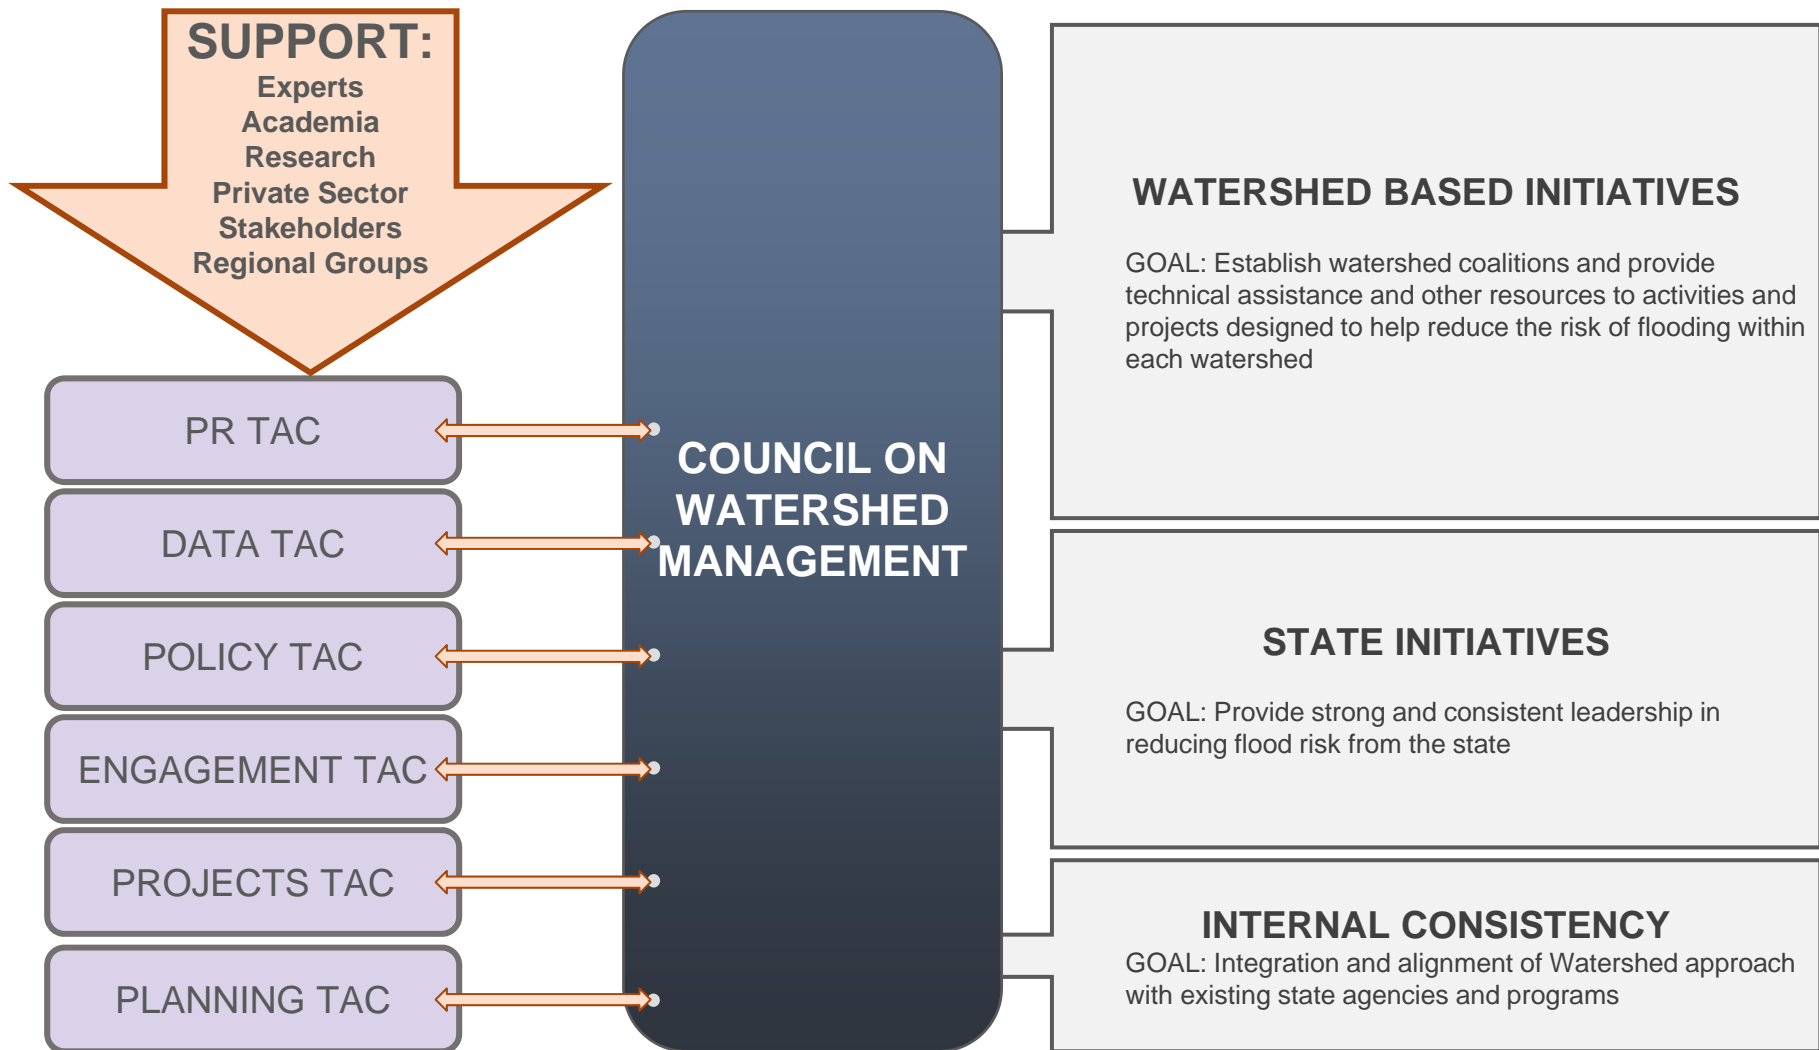 SUPPORT:
Experts
Academia
Research
Private Sector
Stakeholders
Regional Groups
PR TAC
DATA TAC
POLICY TAC
ENGAGEMENT TAC
PROJECTS TAC
PLANNING TAC
COUNCIL ON
WATERSHED
MANAGEMENT
WATERSHED BASED INITIATIVES
GOAL: Establish watershed coalitions and provide
technical assistance and other resources to activities and
projects designed to help reduce the risk of flooding within
each watershed
STATE INITIATIVES
GOAL: Provide strong and consistent leadership in
reducing flood risk from the state
INTERNAL CONSISTENCY
GOAL: Integration and alignment of Watershed approach
with existing state agencies and programs